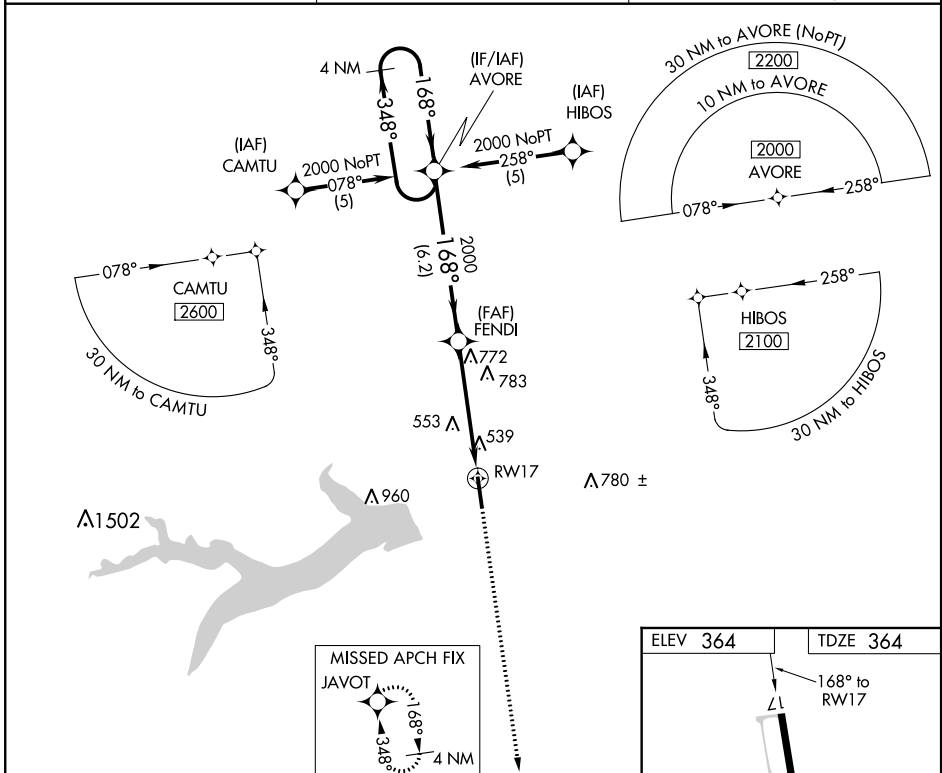 4 NM
348°
168°
(IF/IAF)
AVORE
(IAF)
HIBOS
2000 NoPT
258°
(5)
(IAF)
CAMTU
2000 NoPT
078°
(5)
30 NM to AVORE (NoPT)
2200
10 NM to AVORE
2000
AVORE
078°
258°
2000
168°
(6.2)
078°
CAMTU
2600
348°
30 NM to CAMTU
258°
HIBOS
2100
348°
30 NM to HIBOS
(FAF)
FENDI
772
783
553
539
RW17
780 ±
960
1502
MISSED APCH FIX
JAVOT
168°
348°
4 NM
ELEV 364
TDZE 364
168° to
RW17
17